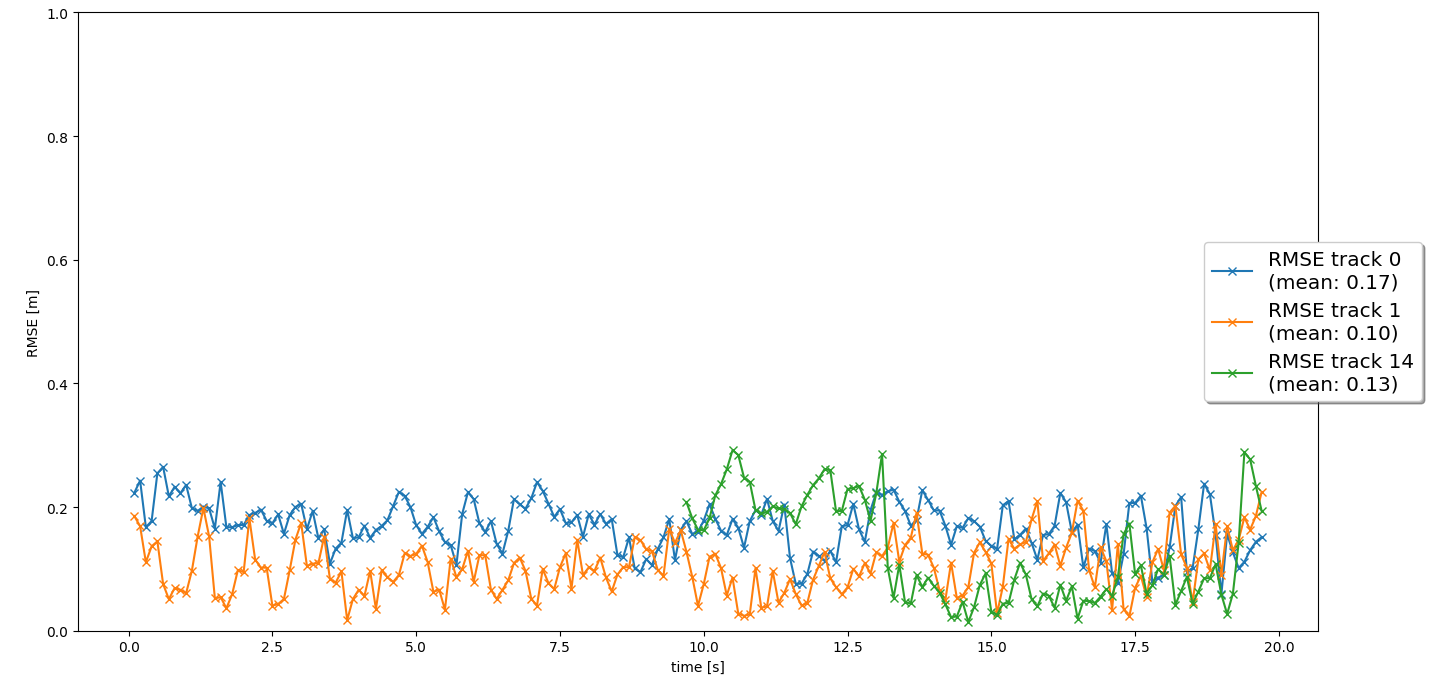 1.0
0.8
0.6
0.4
0.2
0.0
RMSE [m]
0.0 2.5 5.0 7.5 10.0 12.5 15.0 17.5 20.0
time [s]
RMSE track 0
(mean: 0.17)
RMSE track 1
(mean: 0.10)
RMSE track 14
(mean: 0.13)